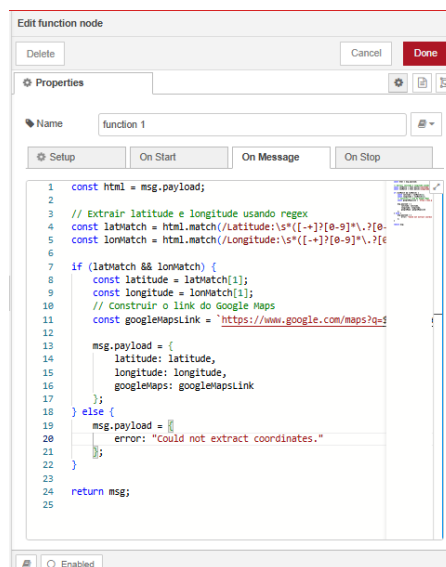 Edit function node
Delete Cancel Done
Properties
Name function 1
Setup On Start On Message On Stop
1 const html = msg.payload;
2
3 // Extrair latitude e longitude usando regex
4 const latMatch = html.match(/Latitude:\s*([-+]?[0-9]*\.?[0-
5 const lonMatch = html.match(/Longitude:\s*([-+]?[0-9]*\.?[
6
7 if (latMatch && lonMatch) {
8 const latitude = latMatch[1];
9 const longitude = lonMatch[1];
10 // Construir o link do Google Maps
11 const googleMapsLink = `https://www.google.com/maps?q=$
12
13 msg.payload = {
14 latitude: latitude,
15 longitude: longitude,
16 googleMaps: googleMapsLink
17 };
18 } else {
19 msg.payload = {
20 error: "Could not extract coordinates."
21 };
22 }
23
24 return msg;
25
Enabled